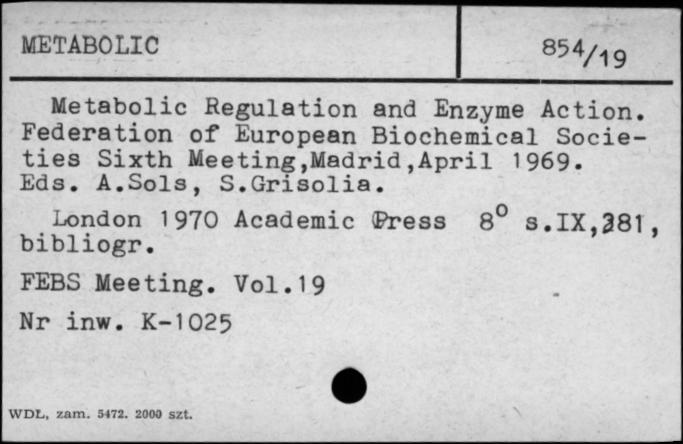 METABOLIC
854/19
Metabolic Regulation and Enzyme Action.
Federation of European Biochemical Socie-
ties Sixth Meeting,Madrid,April 1969.
Eds. A.Sols, S.Grisolia.
London 1970 Academic Press 8° s.IX,381,
bibliogr.
FEBS Meeting. Vol.19
Nr inw. K-1025
WDL, zam. 5472. 2000 szt.